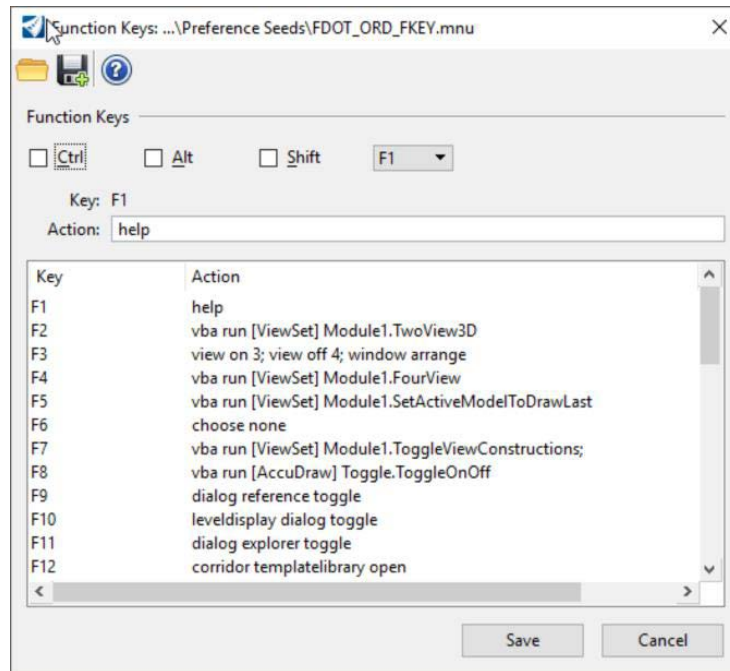 Function Keys: ...\Preference Seeds\FDOT_ORD_FKEY.mnu
Function Keys
Ctrl Alt Shift F1
Key: F1
Action: help
Key Action
F1 help
F2 vba run [ViewSet] Module1.TwoView3D
F3 view on 3; view off 4; window arrange
F4 vba run [ViewSet] Module1.FourView
F5 vba run [ViewSet] Module1.SetActiveModelToDrawLast
F6 choose none
F7 vba run [ViewSet] Module1.ToggleViewConstructions;
F8 vba run [AccuDraw] Toggle.ToggleOnOff
F9 dialog reference toggle
F10 leveldisplay dialog toggle
F11 dialog explorer toggle
F12 corridor templatelibrary open
Save Cancel